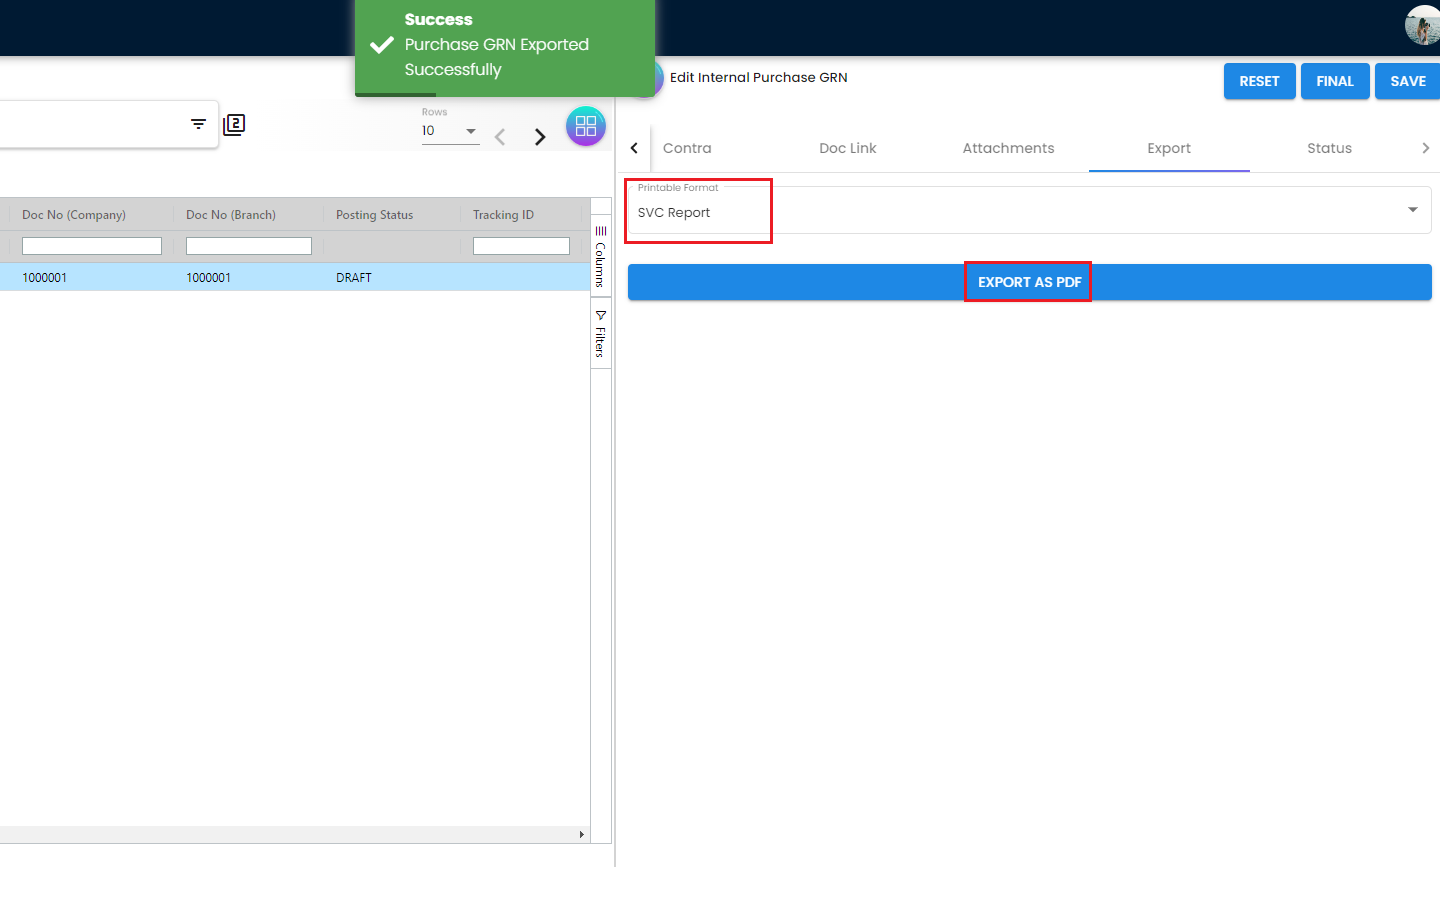 Success
Purchase GRN Exported
Successfully
Edit Internal Purchase GRN
RESET
FINAL
SAVE
2
Rows
10
Contra
Doc Link
Attachments
Export
Status
Printable Format
SVC Report
EXPORT AS PDF
Doc No (Company)
Doc No (Branch)
Posting Status
Tracking ID
1000001
1000001
DRAFT
Columns
Filters